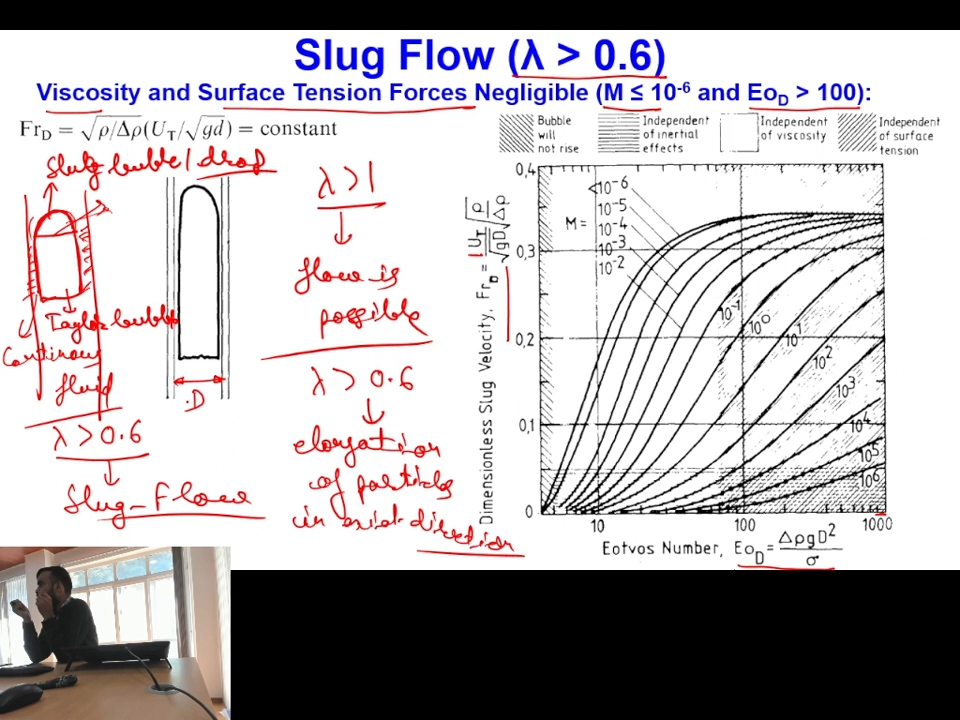 Slug Flow (λ > 0.6)
Viscosity and Surface Tension Forces Negligible (M ≤ 10⁻⁶ and Eo_D > 100):
Fr_D = √ρ/Δρ(U_T/√gd) = constant
Bubble will not rise
Independent of inertial effects
Independent of viscosity
Independent of surface tension
Slug bubble / drop
Taylor bubble
Continuous
fluid
λ > 0.6
Slug-Flow
D
λ > 1
flow is
possible
λ > 0.6
elongation
of particles
in axial-direction
Dimensionless Slug Velocity, Fr_D = U_T/√gD √ρ/Δρ
0,4
0,3
0,2
0,1
0
M =
<10⁻⁶
10⁻⁵
10⁻⁴
10⁻³
10⁻²
10⁻¹
10⁰
10¹
10²
10³
10⁴
10⁵
10⁶
10
100
1000
Eotvos Number, Eo_D = ΔρgD²/σ